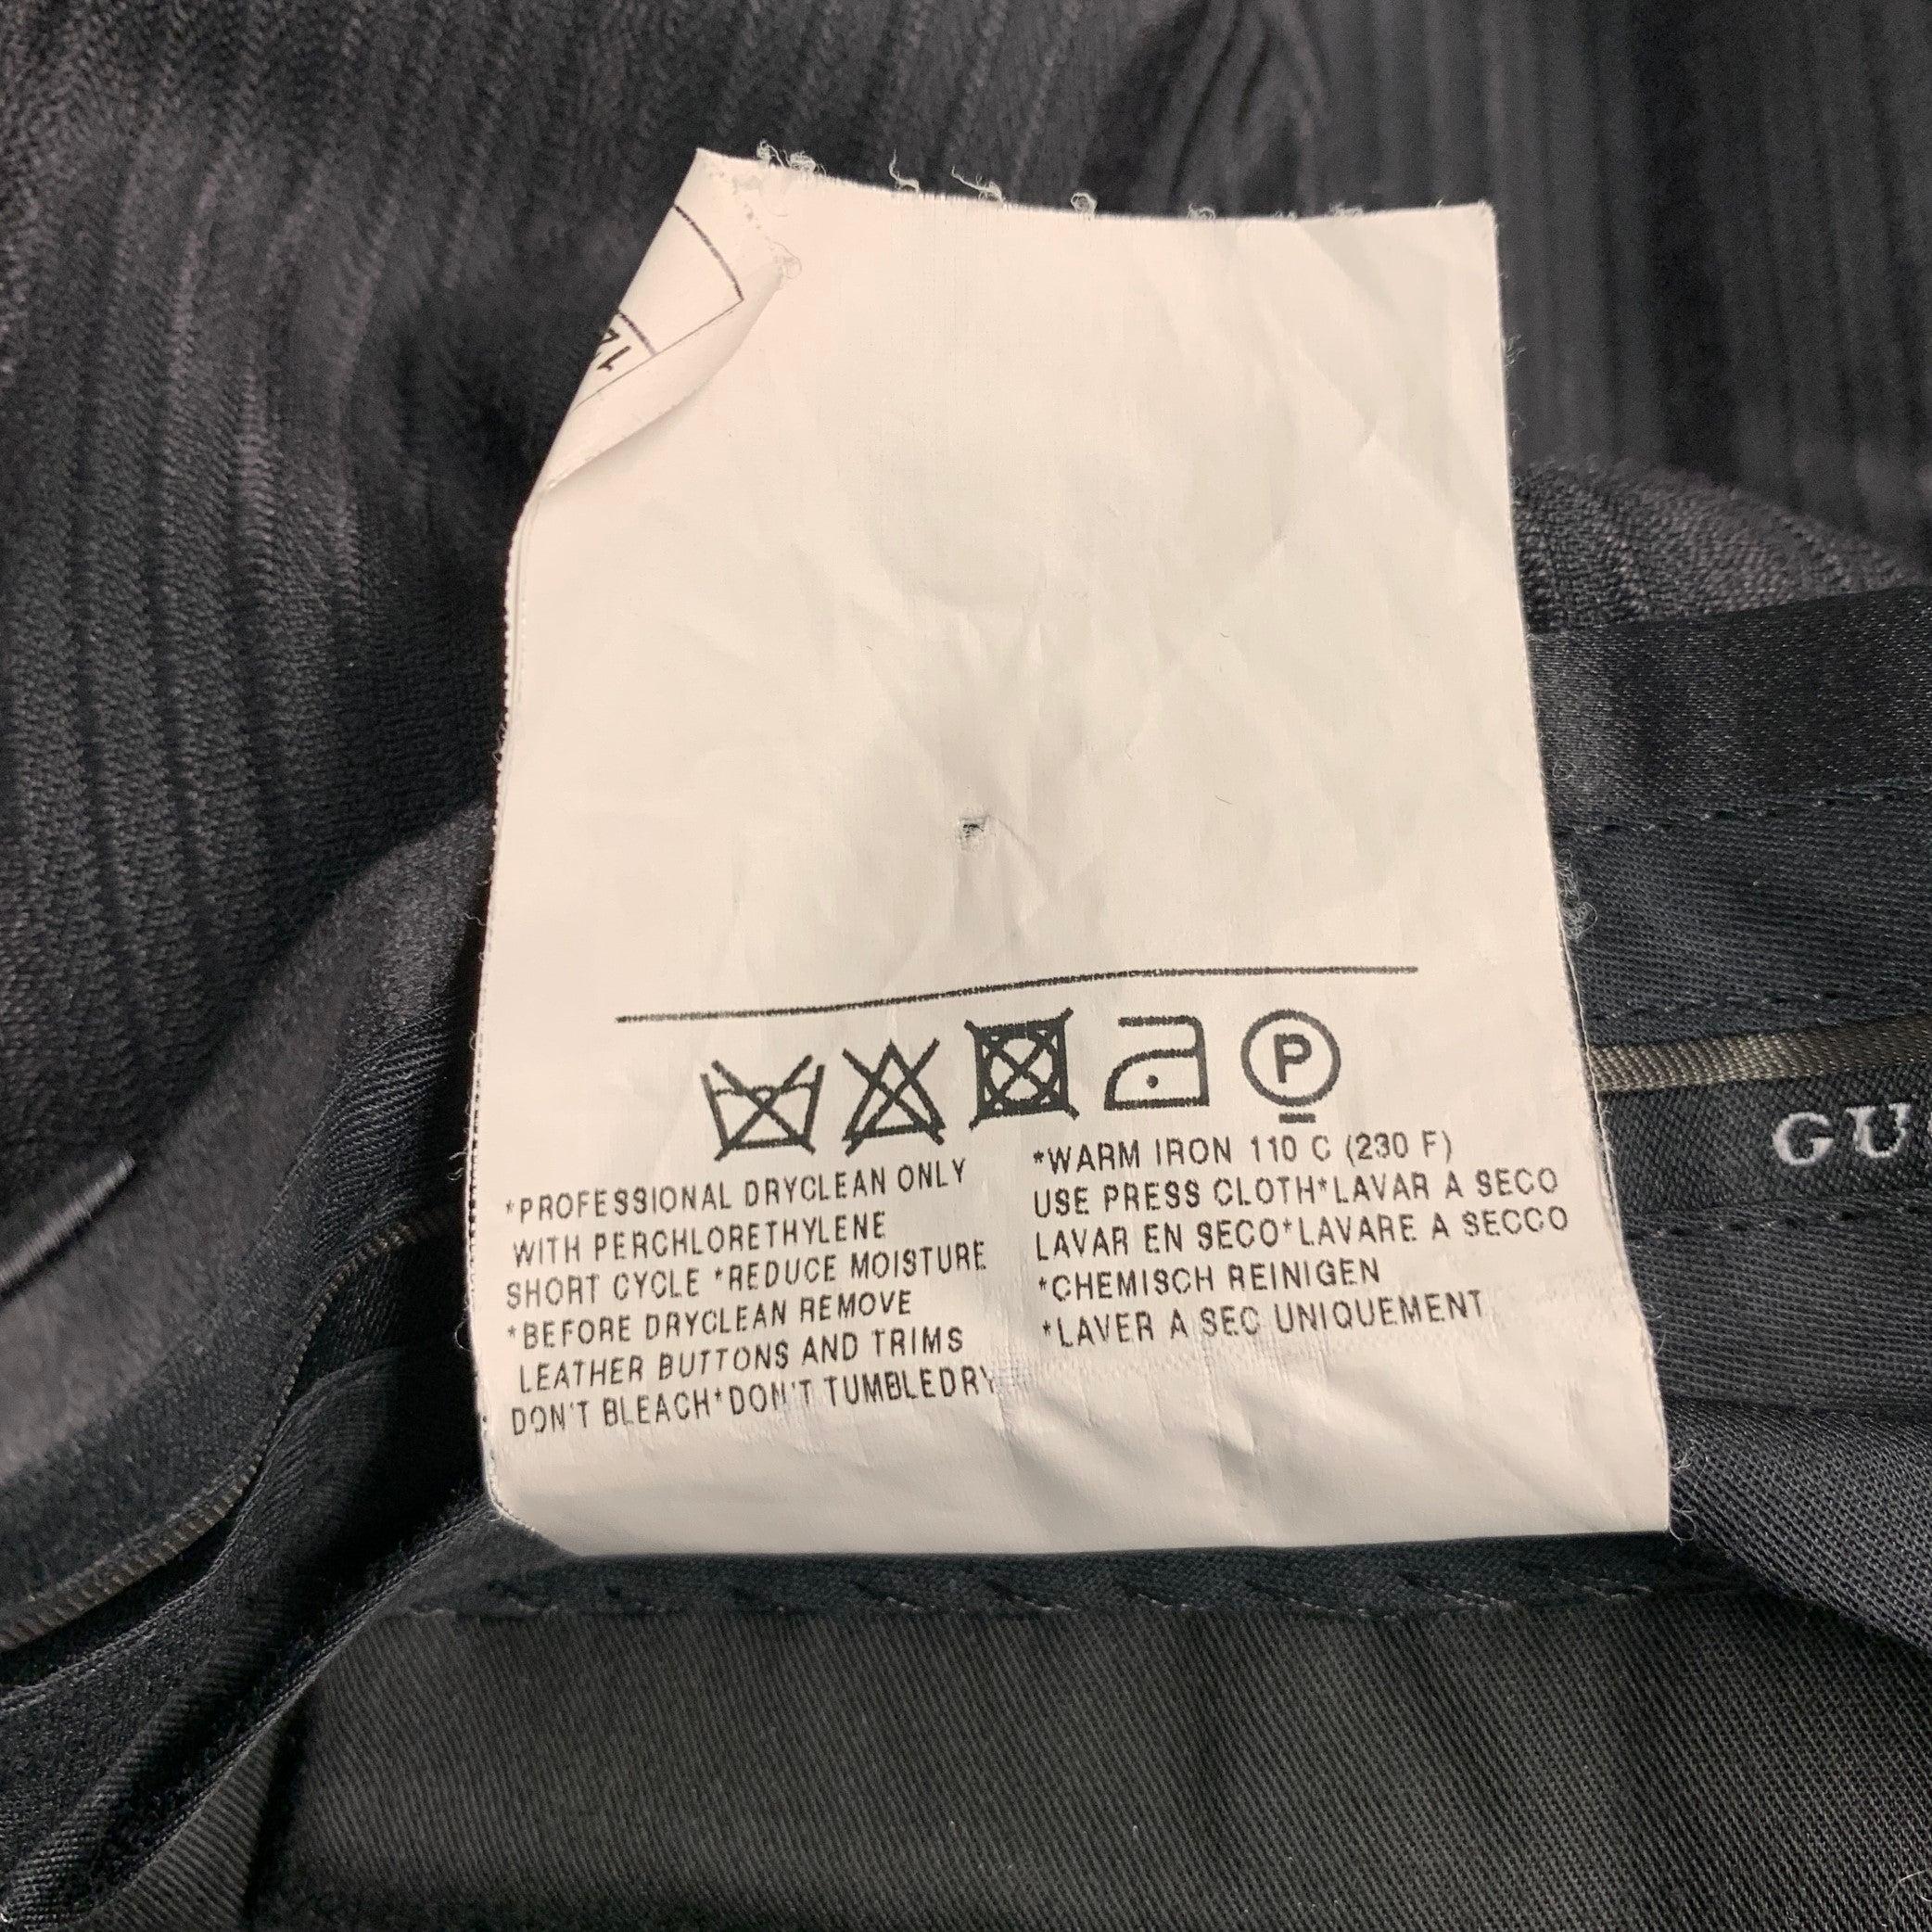 P
*PROFESSIONAL DRYCLEAN ONLY
WITH PERCHLORETHYLENE
SHORT CYCLE *REDUCE MOISTURE
*BEFORE DRYCLEAN REMOVE
LEATHER BUTTONS AND TRIMS
DON'T BLEACH*DON'T TUMBLEDRY
*WARM IRON 110 C (230 F)
USE PRESS CLOTH*LAVAR A SECO
LAVAR EN SECO*LAVARE A SECCO
*CHEMISCH REINIGEN
*LAVER A SEC UNIQUEMENT
GU